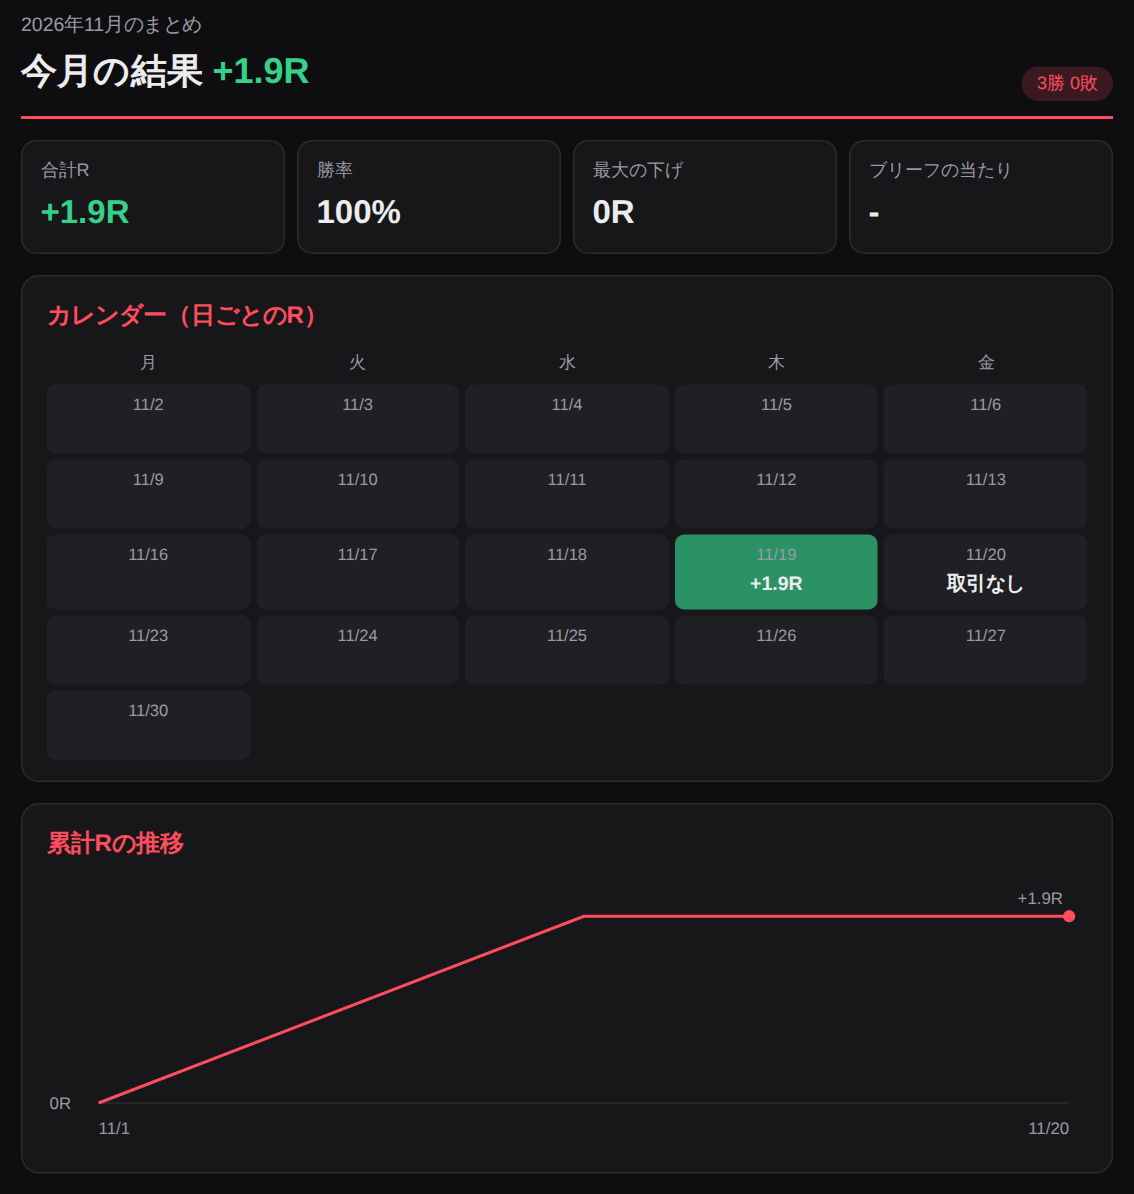 2026年11月のまとめ
今月の結果 +1.9R
3勝 0敗
合計R
+1.9R
勝率
100%
最大の下げ
0R
ブリーフの当たり
-
カレンダー（日ごとのR）
月 火 水 木 金
11/2 11/3 11/4 11/5 11/6
11/9 11/10 11/11 11/12 11/13
11/16 11/17 11/18 11/19 11/20
+1.9R 取引なし
11/23 11/24 11/25 11/26 11/27
11/30
累計Rの推移
+1.9R
0R
11/1 11/20